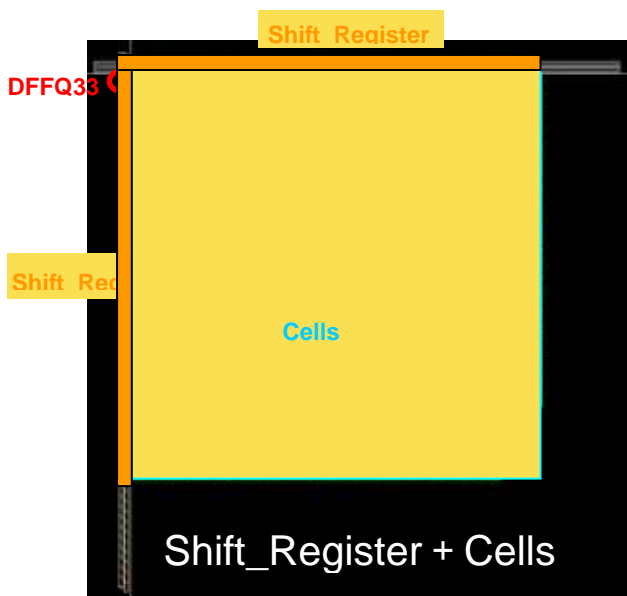 Shift_Register
DFFQ33
Shift_Reg
Cells
Shift_Register + Cells